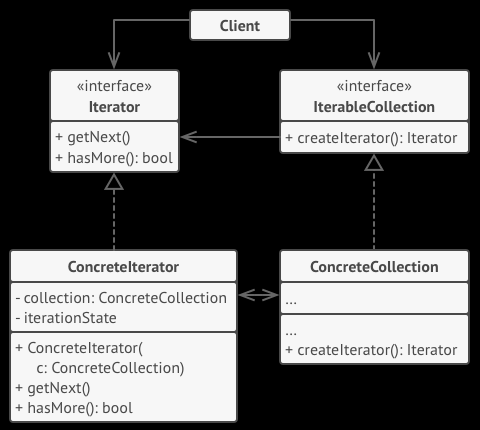 Client
«interface»
Iterator
+ getNext()
+ hasMore(): bool
«interface»
IterableCollection
+ createIterator(): Iterator
ConcreteIterator
- collection: ConcreteCollection
- iterationState
+ ConcreteIterator(
c: ConcreteCollection)
+ getNext()
+ hasMore(): bool
ConcreteCollection
...
...
+ createIterator(): Iterator